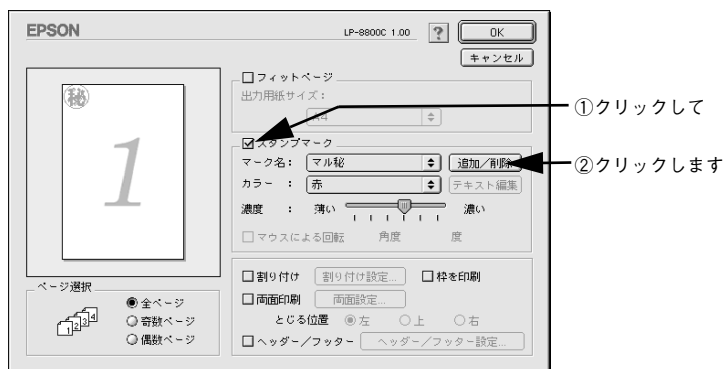 EPSON
LP-8800C 1.00
?
OK
キャンセル
㊙
1
フィットページ
出力用紙サイズ：
A4
①クリックして
スタンプマーク
マーク名：
マル秘
追加／削除
②クリックします
カラー ：
赤
テキスト編集
濃度 ：
薄い
濃い
マウスによる回転
角度
度
割り付け
割り付け設定...
枠を印刷
両面印刷
両面設定...
とじる位置
左
上
右
ヘッダー／フッター
ヘッダー／フッター設定...
ページ選択
1
2
3
4
全ページ
奇数ページ
偶数ページ